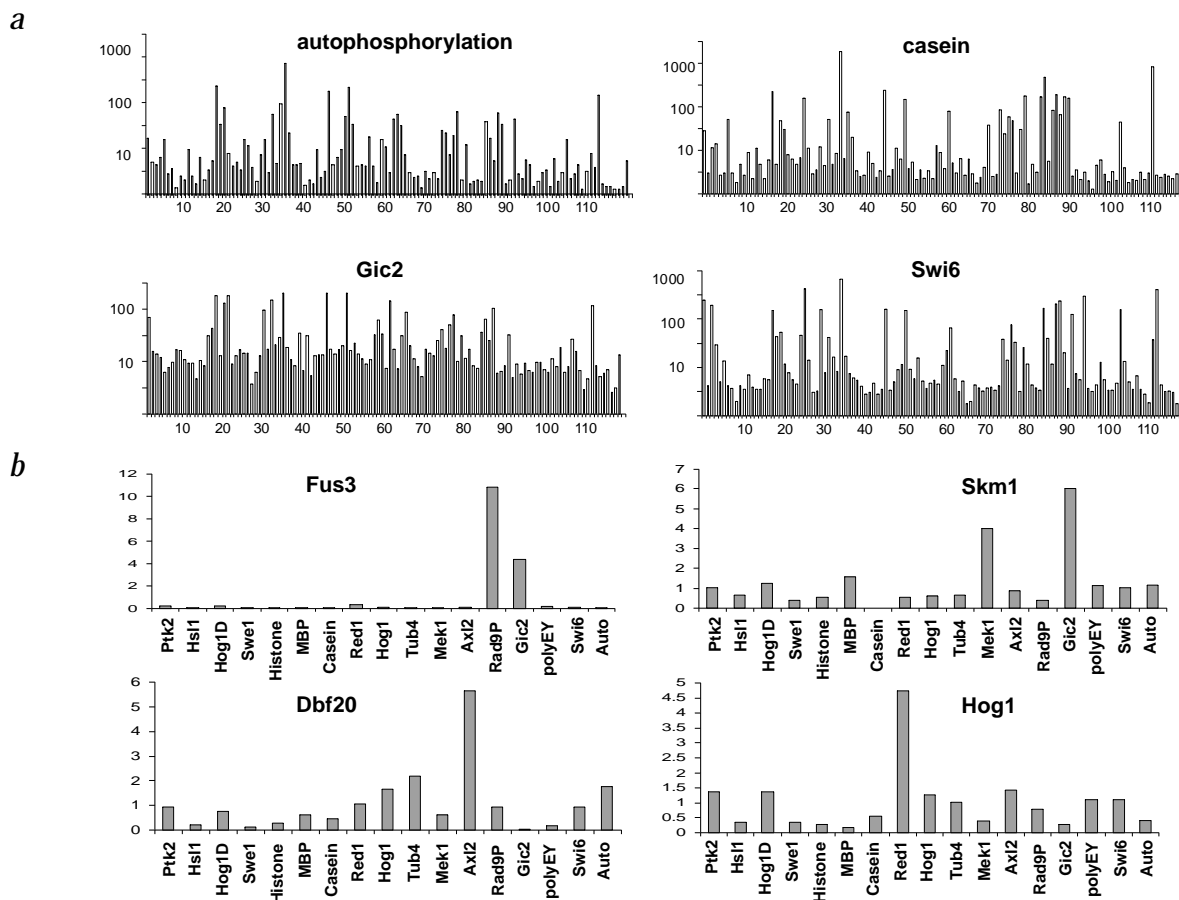 a
autophosphorylation
1000
100
10
10 20 30 40 50 60 70 80 90 100 110
casein
1000
100
10
10 20 30 40 50 60 70 80 90 100 110
Gic2
100
10
10 20 30 40 50 60 70 80 90 100 110
Swi6
1000
100
10
10 20 30 40 50 60 70 80 90 100 110
b
Fus3
12
10
8
6
4
2
0
Ptk2 Hsl1 Hog1D Swe1 Histone MBP Casein Red1 Hog1 Tub4 Mek1 Axl2 Rad9P Gic2 polyEY Swi6 Auto
Skm1
7
6
5
4
3
2
1
0
Ptk2 Hsl1 Hog1D Swe1 Histone MBP Casein Red1 Hog1 Tub4 Mek1 Axl2 Rad9P Gic2 polyEY Swi6 Auto
Dbf20
6
5
4
3
2
1
0
Ptk2 Hsl1 Hog1D Swe1 Histone MBP Casein Red1 Hog1 Tub4 Mek1 Axl2 Rad9P Gic2 polyEY Swi6 Auto
Hog1
5
4.5
4
3.5
3
2.5
2
1.5
1
0.5
0
Ptk2 Hsl1 Hog1D Swe1 Histone MBP Casein Red1 Hog1 Tub4 Mek1 Axl2 Rad9P Gic2 polyEY Swi6 Auto